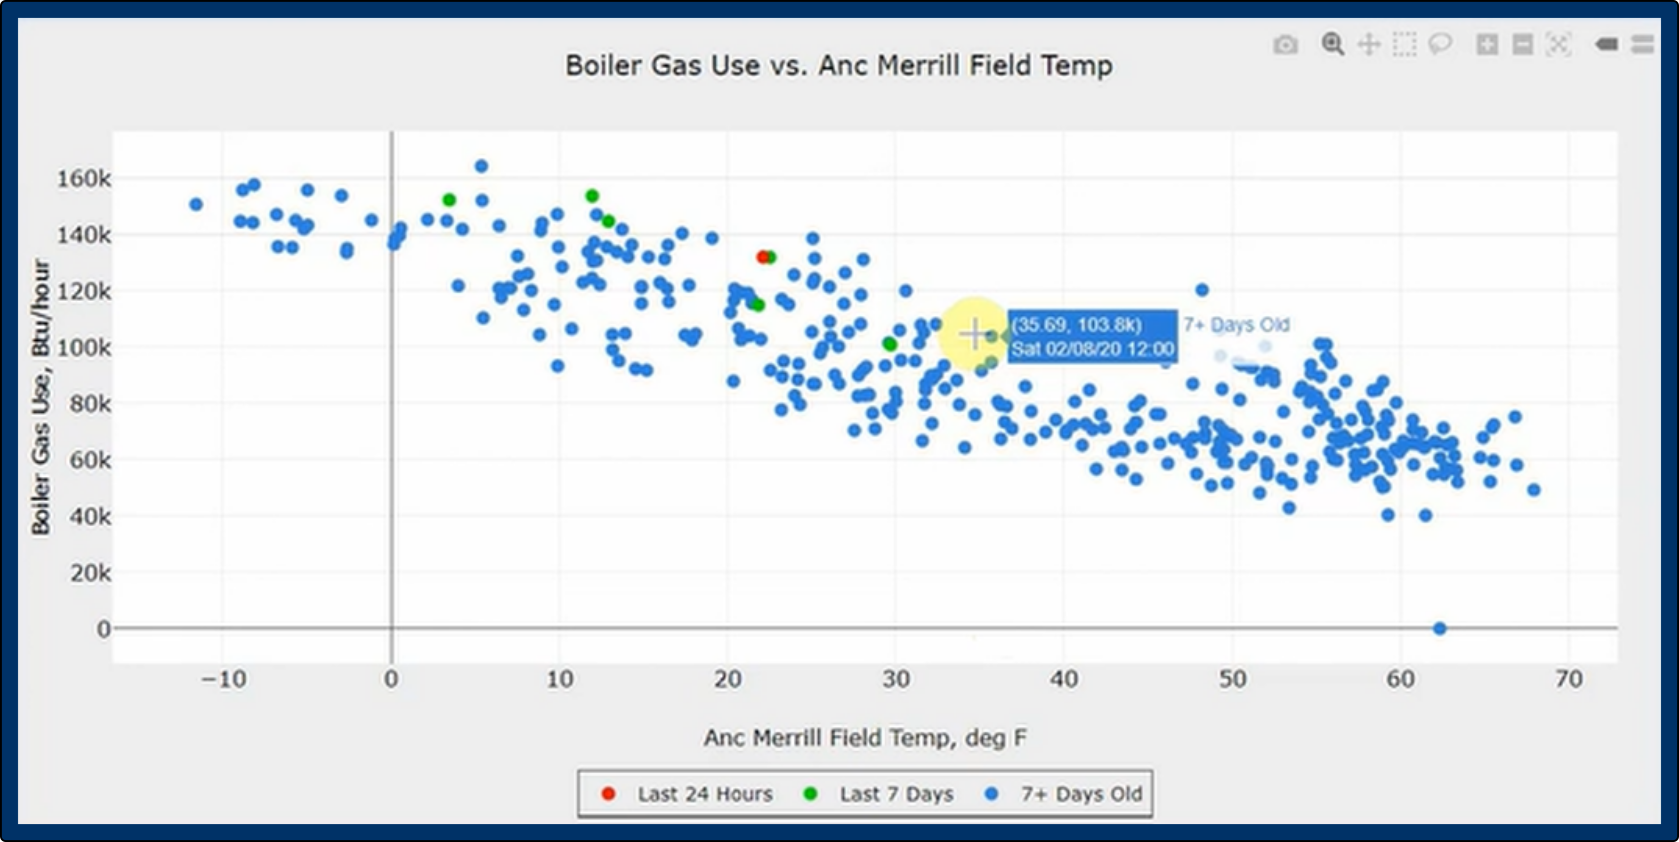 Boiler Gas Use vs. Anc Merrill Field Temp
160k
140k
120k
100k
80k
60k
40k
20k
0
Boiler Gas Use, Btu/hour
(35.69, 103.8k)
Sat 02/08/20 12:00
7+ Days Old
−10 0 10 20 30 40 50 60 70
Anc Merrill Field Temp, deg F
Last 24 Hours Last 7 Days 7+ Days Old